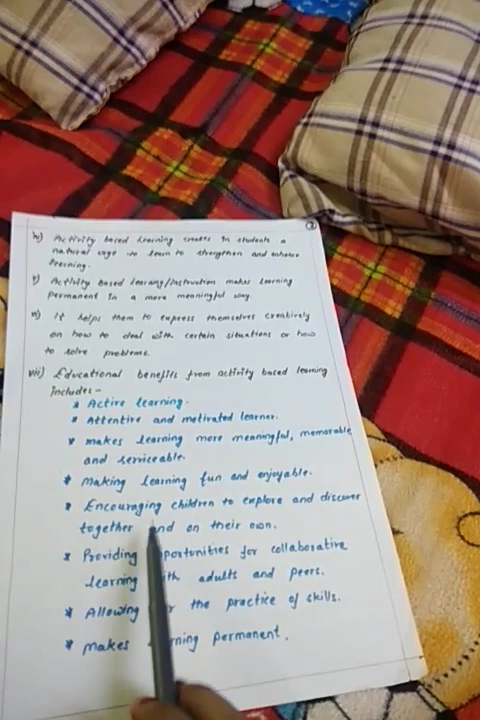 ②
iv) Activity based learning creates in students a
natural urge to learn to strengthen and enhance
learning.
v) Activity based learning/instruction makes learning
permanent in a more meaningful way.
vi) It helps them to express themselves creatively
on how to deal with certain situations or how
to solve problems.
vii) Educational benefits from activity based learning
includes -
* Active learning.
* Attentive and motivated learner.
* makes learning more meaningful, memorable
and serviceable.
* Making learning fun and enjoyable.
* Encouraging children to explore and discover
together and on their own.
* Providing opportunities for collaborative
learning with adults and peers.
* Allowing the practice of skills.
* makes permanent.